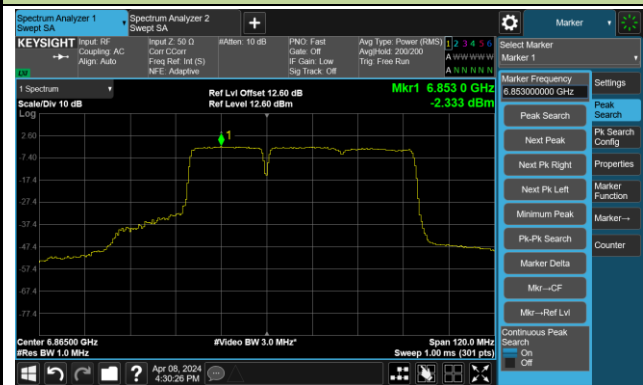 Spectrum Analyzer 1
Swept SA
Spectrum Analyzer 2
Swept SA
+
Marker
KEYSIGHT
Input: RF
Coupling: AC
Align: Auto
Input Z: 50 Ω
Corr CCorr
Freq Ref: Int (S)
NFE: Adaptive
#Atten: 10 dB
PNO: Fast
Gate: Off
IF Gain: Low
Sig Track: Off
Avg Type: Power (RMS)
Avg|Hold: 200/200
Trig: Free Run
1 2 3 4 5 6
A W W W W W
A N N N N N
LXI
Select Marker
Marker 1
1 Spectrum
Scale/Div 10 dB
Log
Ref Lvl Offset 12.60 dB
Ref Level 12.60 dBm
Mkr1 6.853 0 GHz
-2.333 dBm
1
2.60
-7.40
-17.4
-27.4
-37.4
-47.4
-57.4
-67.4
-77.4
Center 6.86500 GHz
#Res BW 1.0 MHz
#Video BW 3.0 MHz*
Span 120.0 MHz
Sweep 1.00 ms (301 pts)
Marker Frequency
6.853000000 GHz
Peak Search
Next Peak
Next Pk Right
Next Pk Left
Minimum Peak
Pk-Pk Search
Marker Delta
Mkr→CF
Mkr→Ref Lvl
Continuous Peak
Search
On
Off
Settings
Peak
Search
Pk Search
Config
Properties
Marker
Function
Marker→
Counter
?
Apr 08, 2024
4:30:26 PM